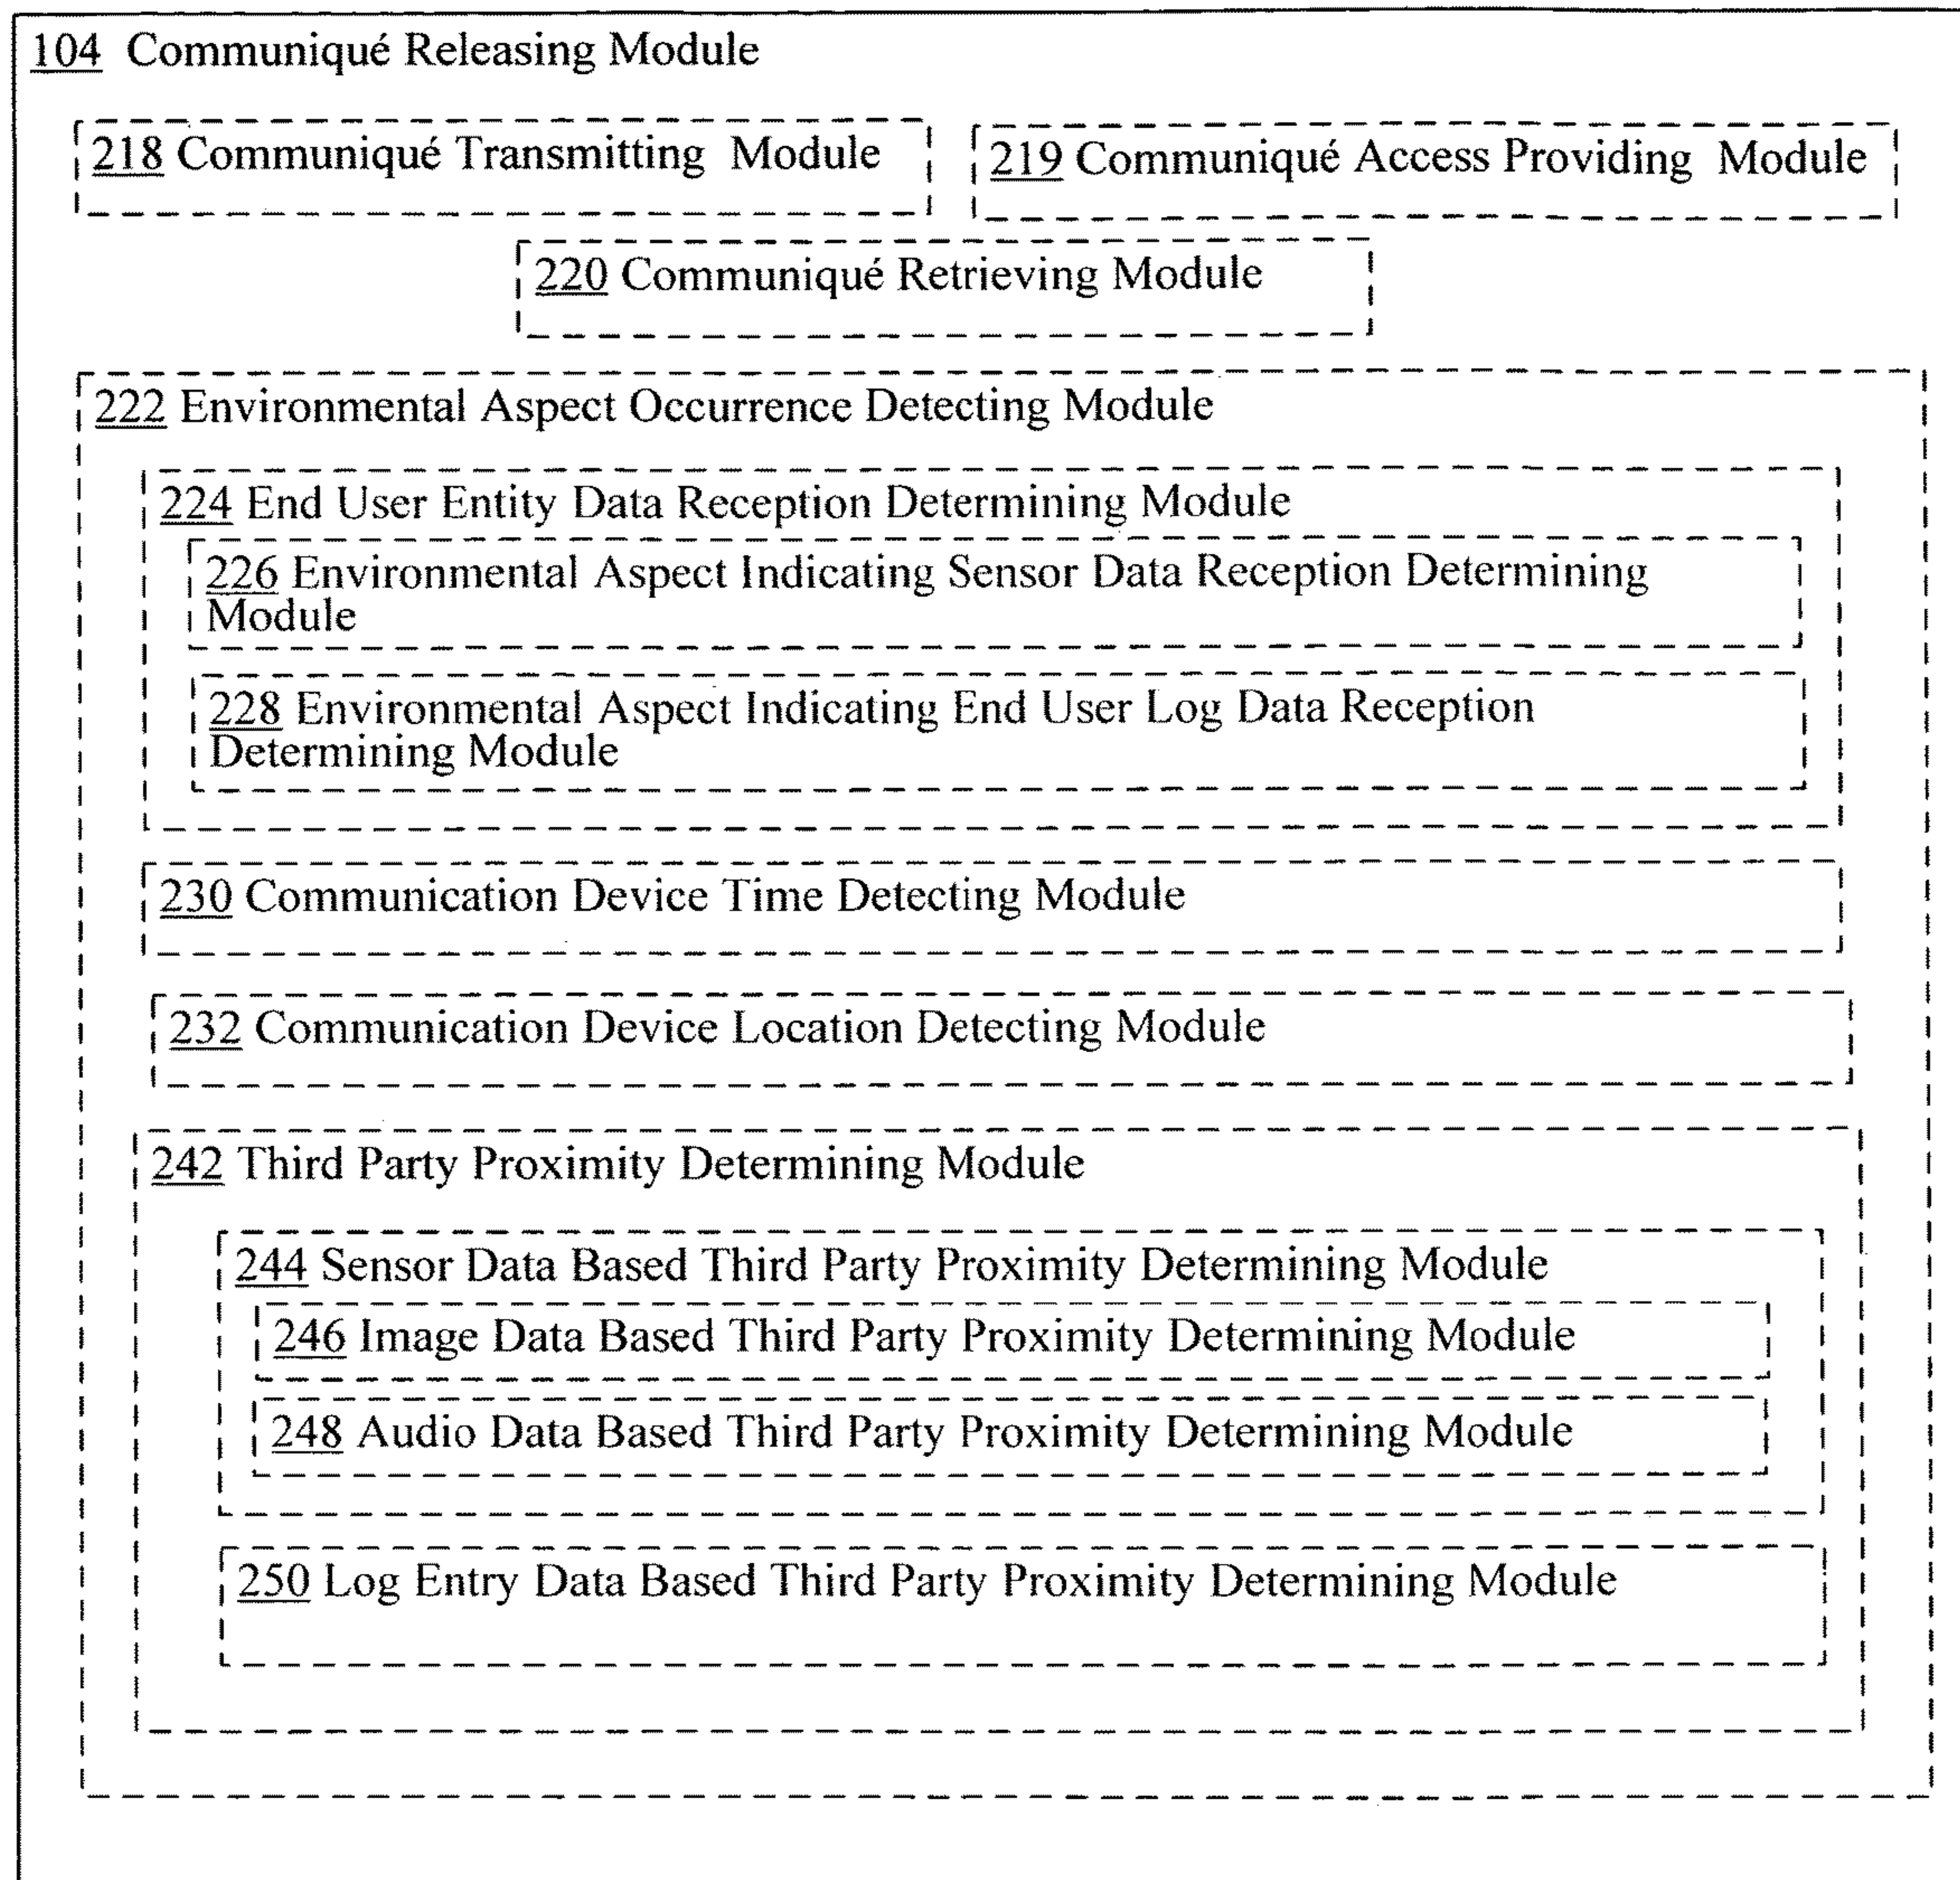 104 Communiqué Releasing Module
218 Communiqué Transmitting Module
219 Communiqué Access Providing Module
220 Communiqué Retrieving Module
222 Environmental Aspect Occurrence Detecting Module
224 End User Entity Data Reception Determining Module
226 Environmental Aspect Indicating Sensor Data Reception Determining
Module
228 Environmental Aspect Indicating End User Log Data Reception
Determining Module
230 Communication Device Time Detecting Module
232 Communication Device Location Detecting Module
242 Third Party Proximity Determining Module
244 Sensor Data Based Third Party Proximity Determining Module
246 Image Data Based Third Party Proximity Determining Module
248 Audio Data Based Third Party Proximity Determining Module
250 Log Entry Data Based Third Party Proximity Determining Module